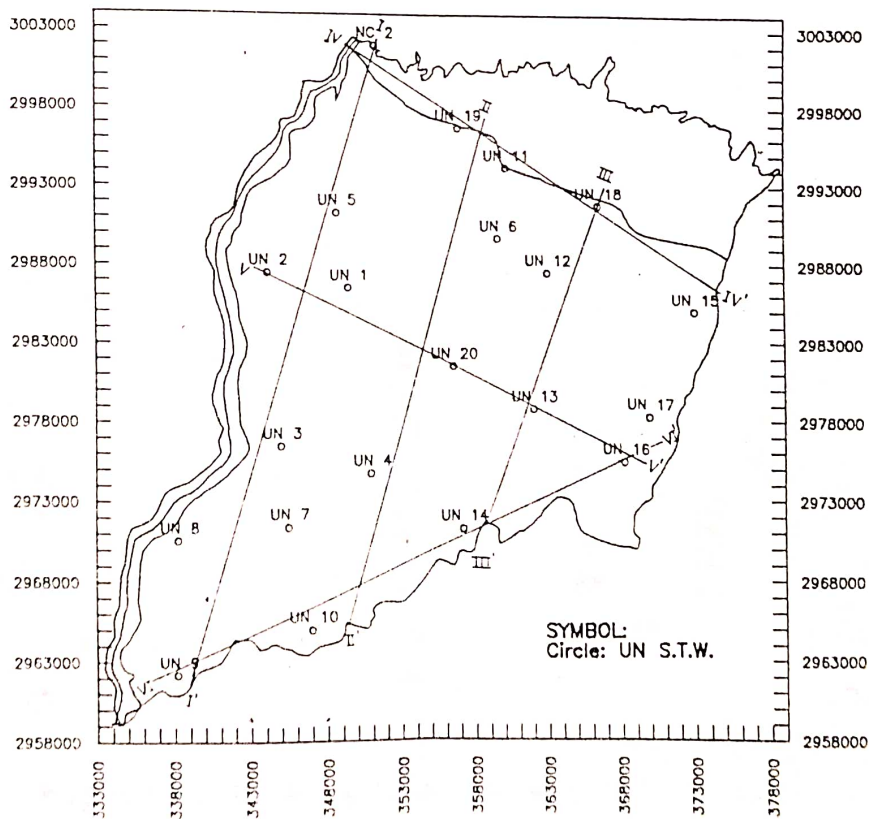 3003000
2998000
2993000
2988000
2983000
2978000
2973000
2968000
2963000
2958000
3003000
2998000
2993000
2988000
2983000
2978000
2973000
2968000
2963000
2958000
IV
NC 2
I
UN 19
II
UN 11
III
UN 18
UN 5
UN 6
UN 2
V
UN 1
UN 12
IV'
UN 15
UN 20
UN 13
UN 17
UN 3
UN 4
UN 16
V'
UN 14
UN 8
UN 7
III'
UN 10
II'
UN 9
I'
SYMBOL:
Circle: UN S.T.W.
333000
338000
343000
348000
353000
358000
363000
368000
373000
378000